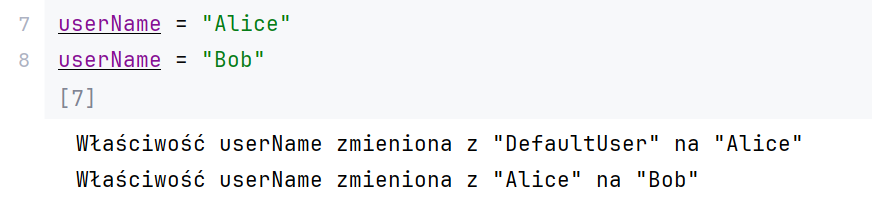 7 userName = "Alice"
8 userName = "Bob"
[7]
Właściwość userName zmieniona z "DefaultUser" na "Alice"
Właściwość userName zmieniona z "Alice" na "Bob"